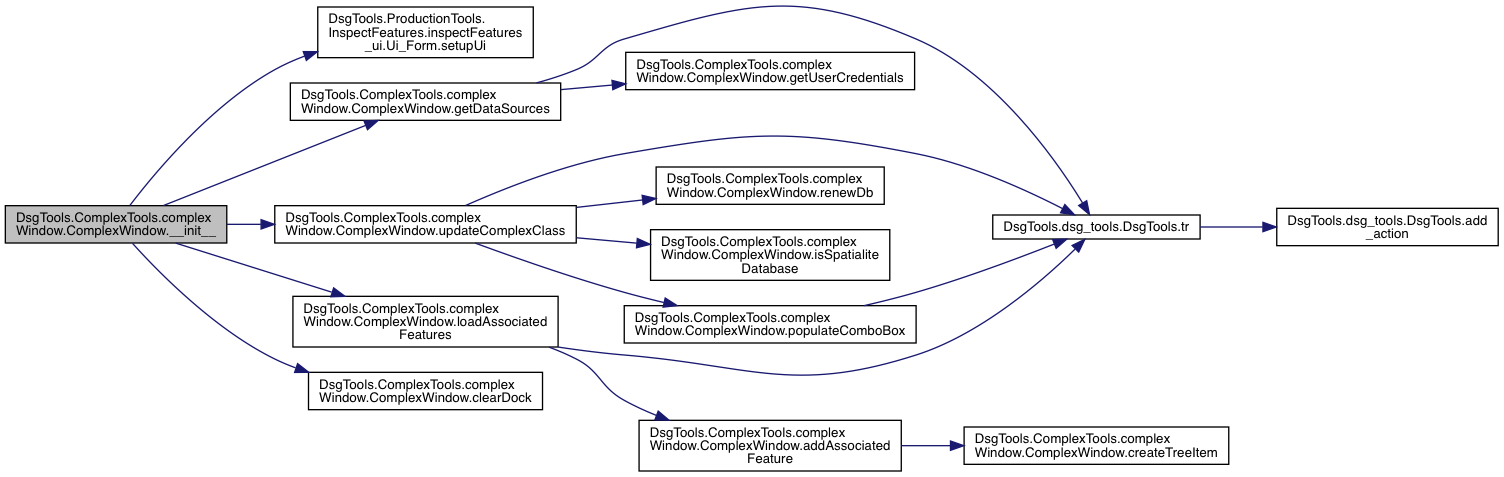 DsgTools.ProductionTools.
InspectFeatures.inspectFeatures
_ui.Ui_Form.setupUi
DsgTools.ComplexTools.complex
Window.ComplexWindow.getUserCredentials
DsgTools.ComplexTools.complex
Window.ComplexWindow.getDataSources
DsgTools.ComplexTools.complex
Window.ComplexWindow.renewDb
DsgTools.ComplexTools.complex
Window.ComplexWindow.__init__
DsgTools.ComplexTools.complex
Window.ComplexWindow.updateComplexClass
DsgTools.dsg_tools.DsgTools.tr
DsgTools.dsg_tools.DsgTools.add
_action
DsgTools.ComplexTools.complex
Window.ComplexWindow.isSpatialite
Database
DsgTools.ComplexTools.complex
Window.ComplexWindow.loadAssociated
Features
DsgTools.ComplexTools.complex
Window.ComplexWindow.populateComboBox
DsgTools.ComplexTools.complex
Window.ComplexWindow.clearDock
DsgTools.ComplexTools.complex
Window.ComplexWindow.addAssociated
Feature
DsgTools.ComplexTools.complex
Window.ComplexWindow.createTreeItem